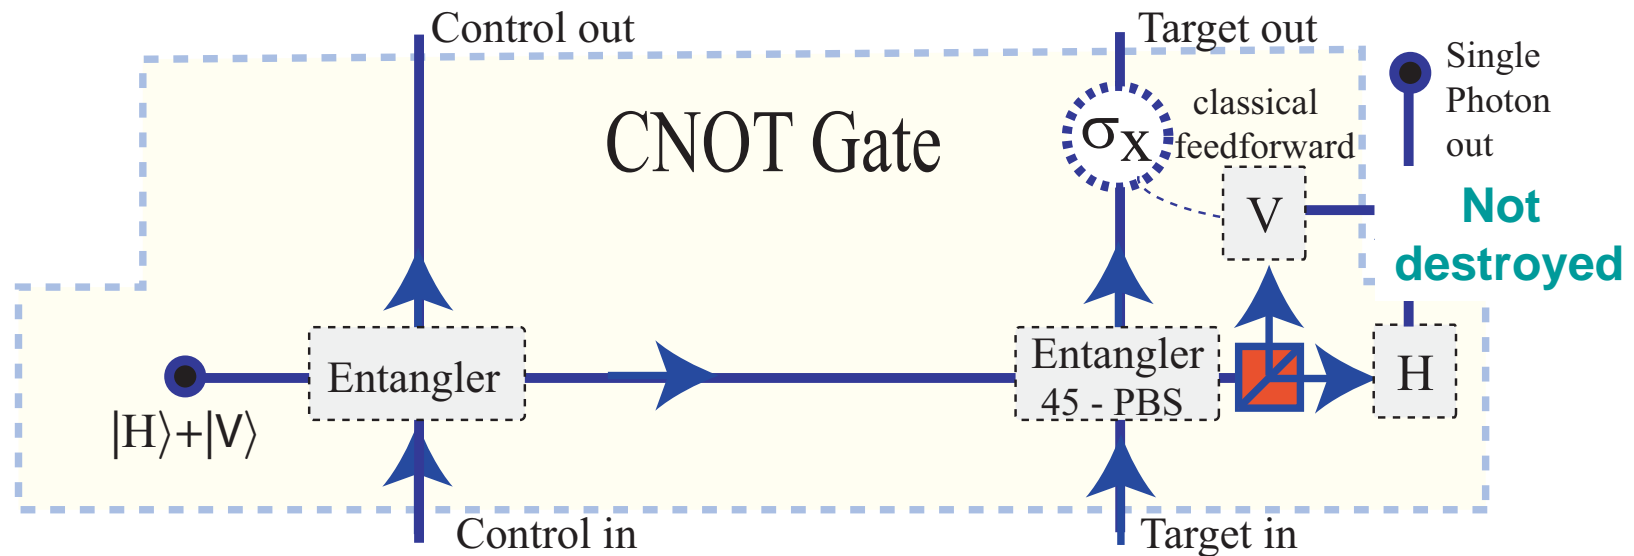 Control out
Target out
Single
Photon
out
classical
feedforward
CNOT Gate
σX
V
Not
destroyed
Entangler
Entangler
45 - PBS
H
|H⟩+|V⟩
Control in
Target in